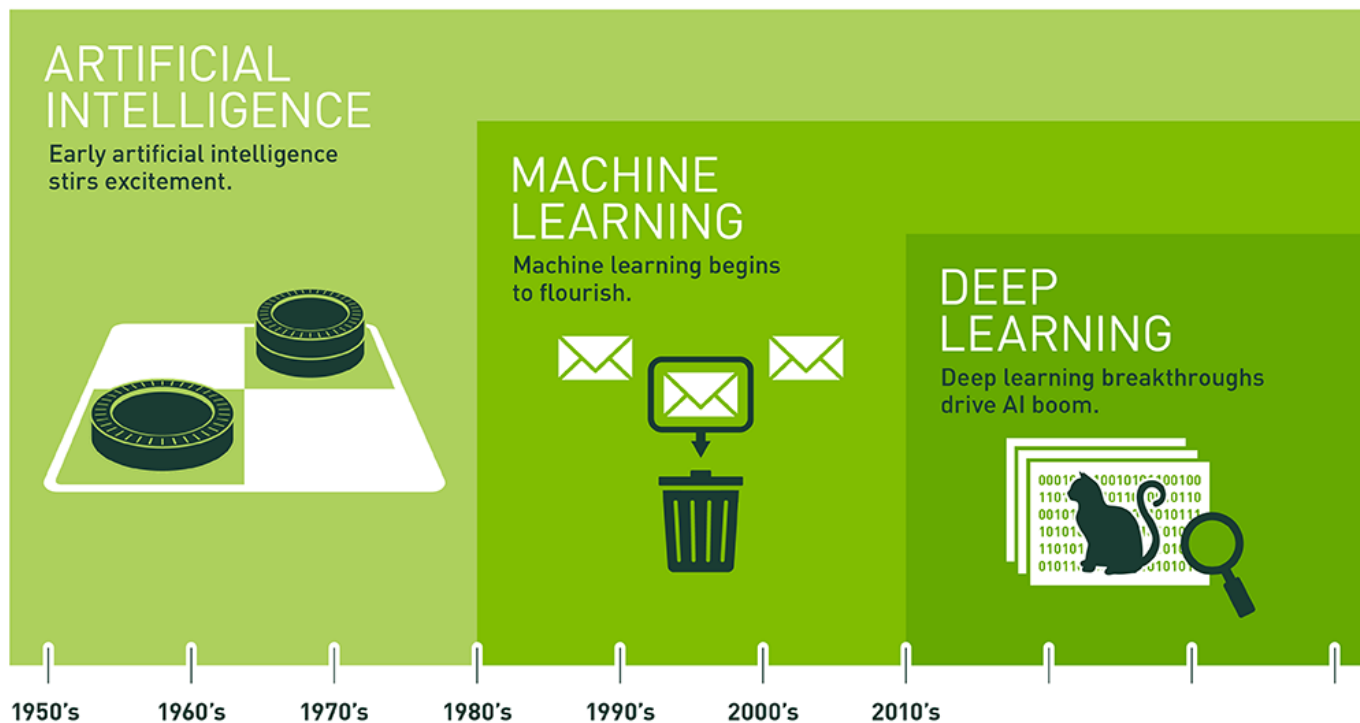 ARTIFICIAL
INTELLIGENCE
Early artificial intelligence
stirs excitement.
MACHINE
LEARNING
Machine learning begins
to flourish.
DEEP
LEARNING
Deep learning breakthroughs
drive AI boom.
1950's 1960's 1970's 1980's 1990's 2000's 2010's